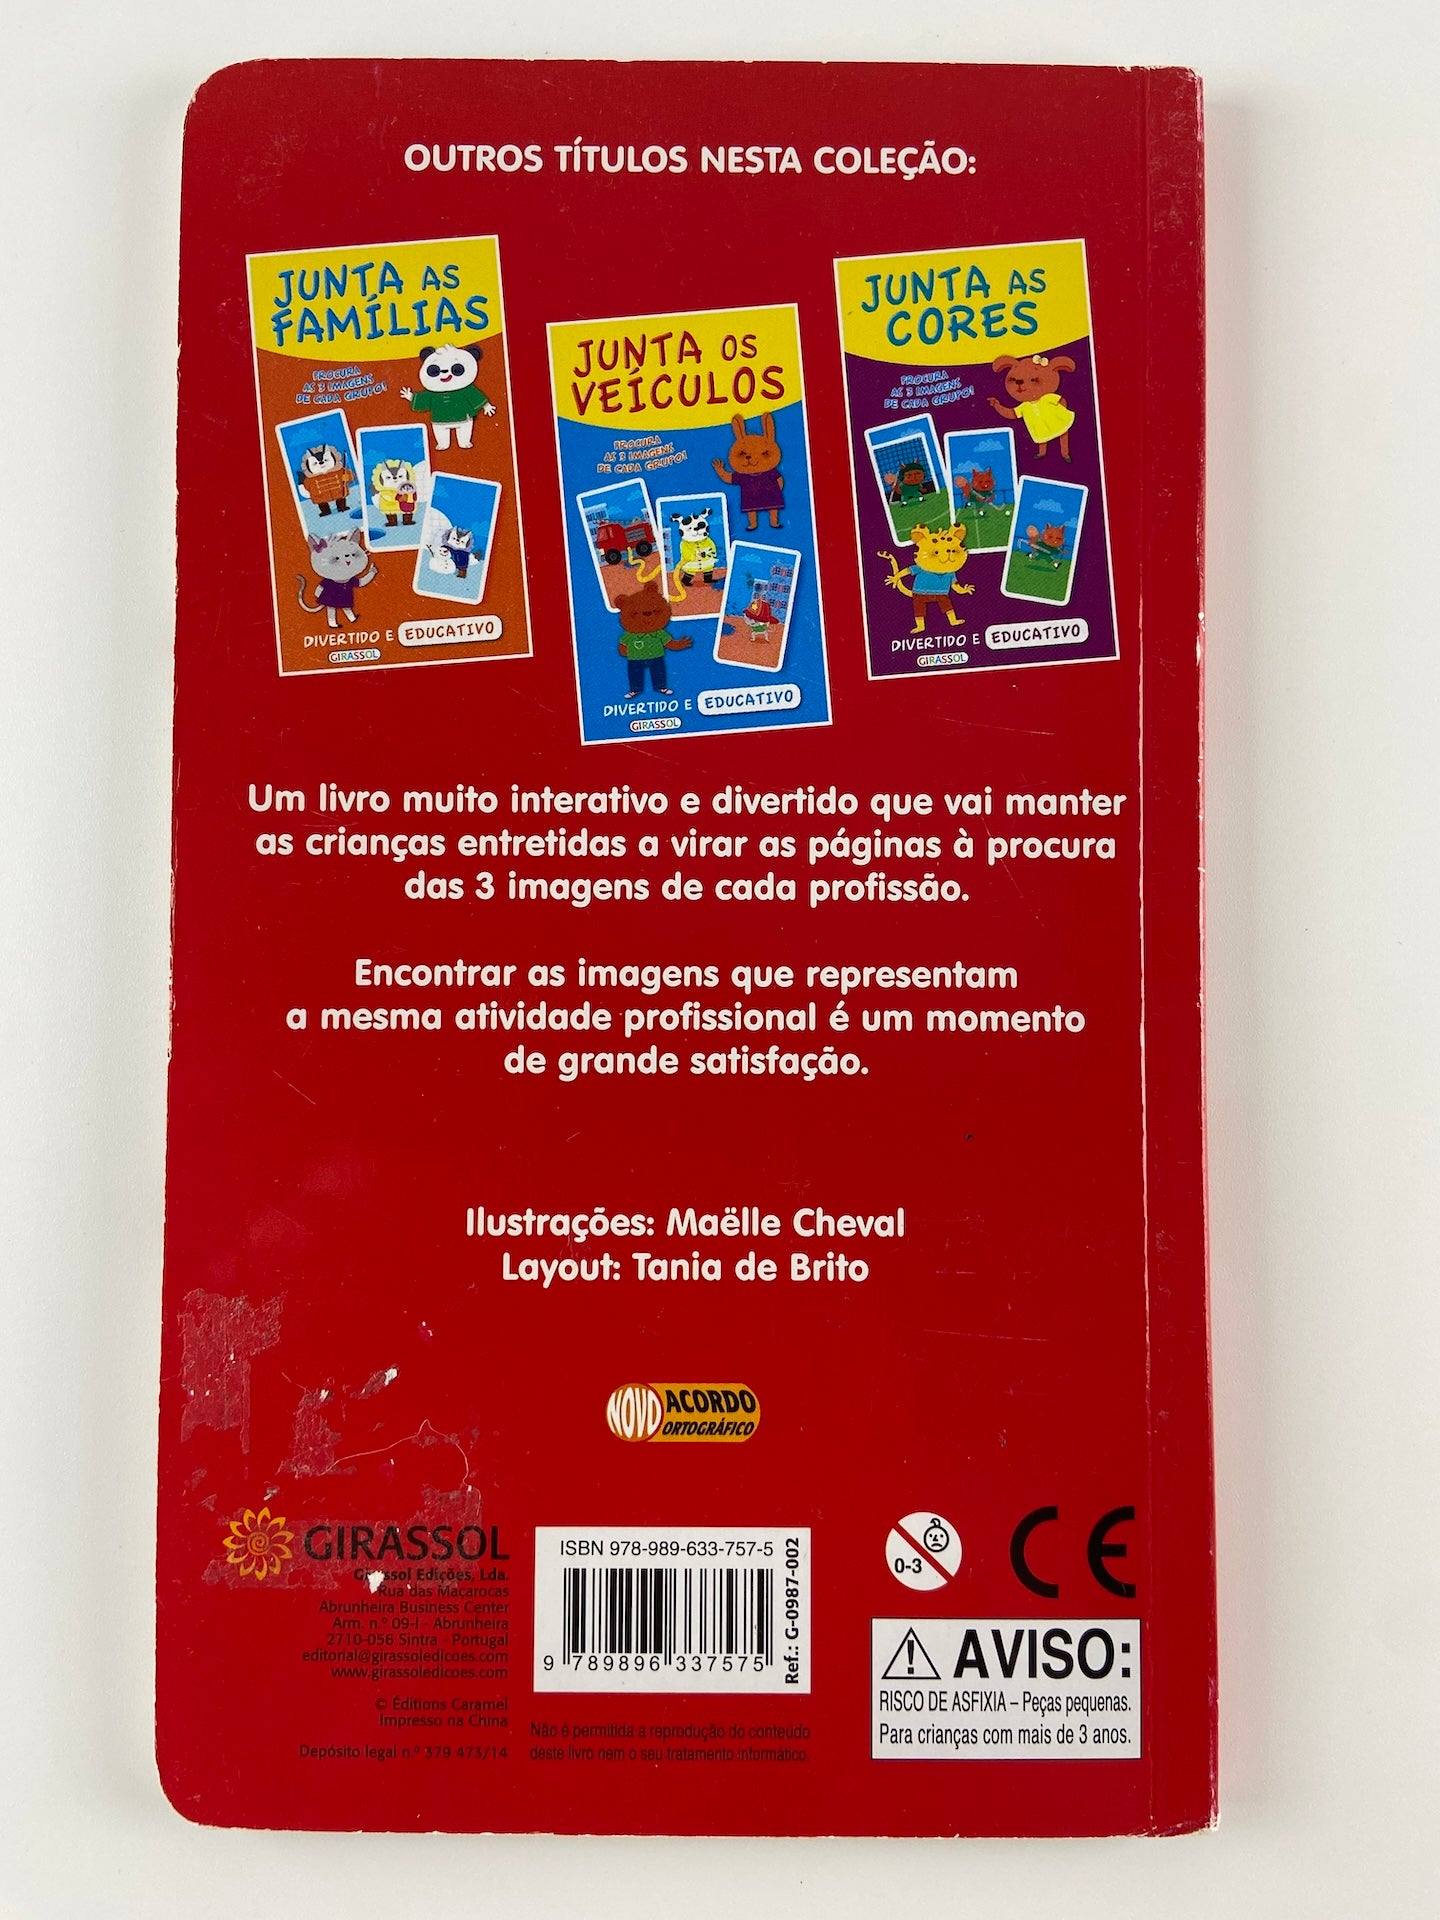 OUTROS TÍTULOS NESTA COLEÇÃO:
JUNTA AS
FAMÍLIAS
PROCURA
AS 3 IMAGENS
DE CADA GRUPO!
DIVERTIDO E EDUCATIVO
GIRASSOL
JUNTA OS
VEÍCULOS
PROCURA
AS 3 IMAGENS
DE CADA GRUPO!
DIVERTIDO E EDUCATIVO
GIRASSOL
JUNTA AS
CORES
PROCURA
AS 3 IMAGENS
DE CADA GRUPO!
DIVERTIDO E EDUCATIVO
GIRASSOL
Um livro muito interativo e divertido que vai manter
as crianças entretidas a virar as páginas à procura
das 3 imagens de cada profissão.
Encontrar as imagens que representam
a mesma atividade profissional é um momento
de grande satisfação.
Ilustrações: Maëlle Cheval
Layout: Tania de Brito
NOVO ACORDO
ORTOGRÁFICO
GIRASSOL
Girassol Edições, Lda.
Rua das Maçarocas
Abrunheira Business Center
Arm. n.º 09-I - Abrunheira
2710-056 Sintra - Portugal
editorial@girassoledicoes.com
www.girassoledicoes.com
© Éditions Caramel
Impresso na China
Depósito legal n.º 379 473/14
ISBN 978-989-633-757-5
9 789896 337575
Ref.: G-0987-002
Não é permitida a reprodução do conteúdo
deste livro nem o seu tratamento informático.
0-3
CE
AVISO:
RISCO DE ASFIXIA – Peças pequenas.
Para crianças com mais de 3 anos.